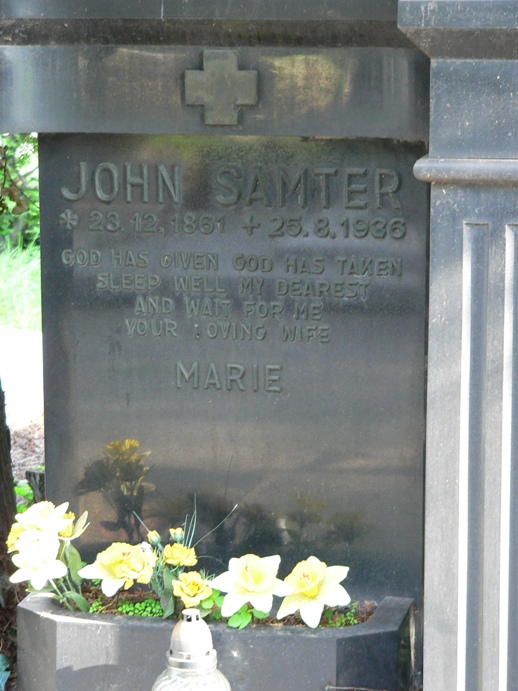 JOHN SAMTER
* 23.12.1861 + 25.8.1936
GOD HAS GIVEN GOD HAS TAKEN
SLEEP WELL MY DEAREST
AND WAIT FOR ME
YOUR LOVING WIFE
MARIE